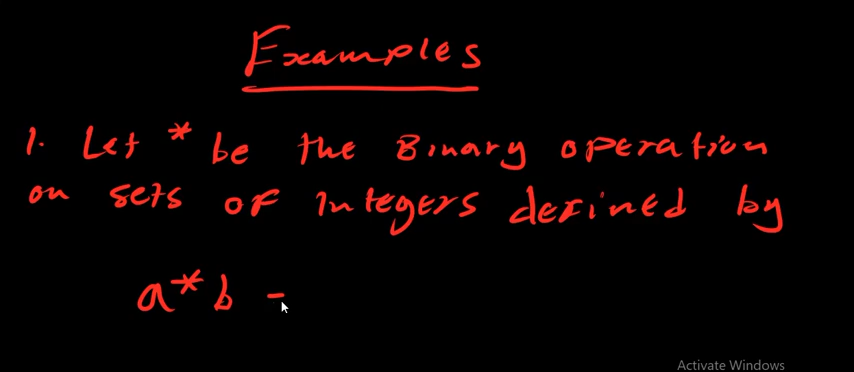 Examples
1. Let * be the Binary operation
on sets of Integers defined by
a*b -
Activate Windows